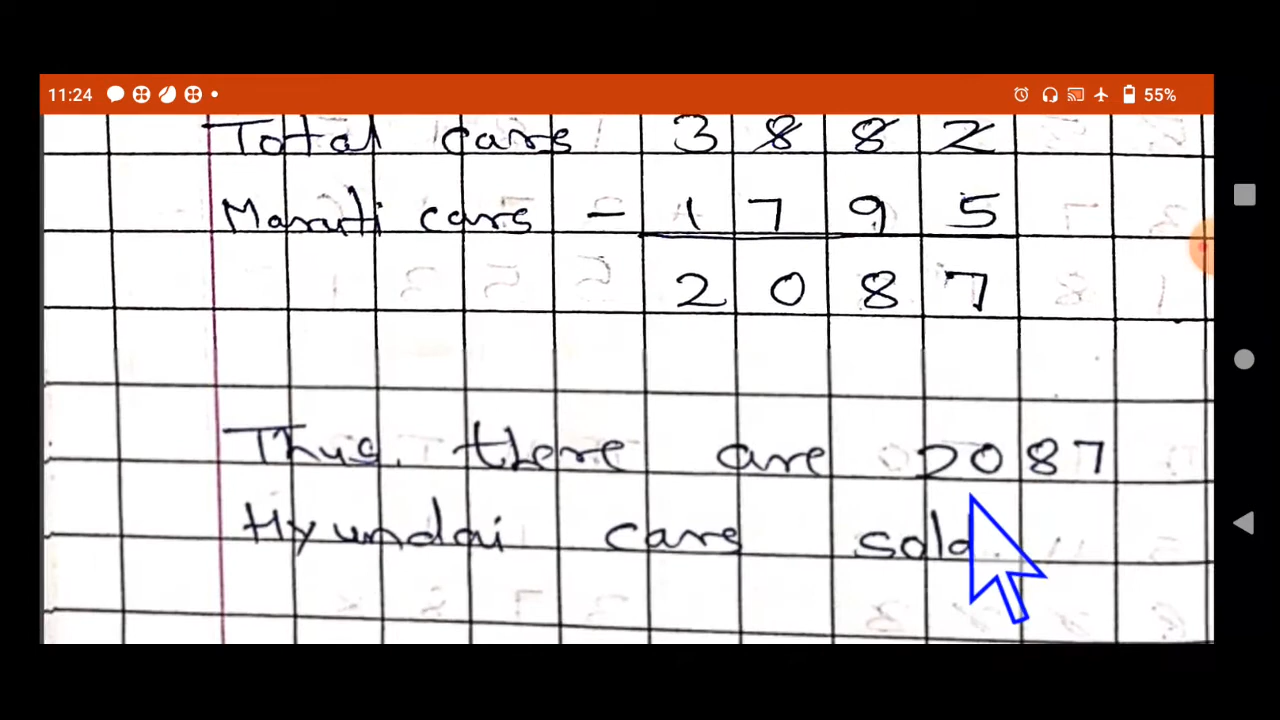 11:24 55%
Total cars 3 8 8 2
Maruti cars - 1 7 9 5
2 0 8 7
Thus, there are 2087
Hyundai cars sold.